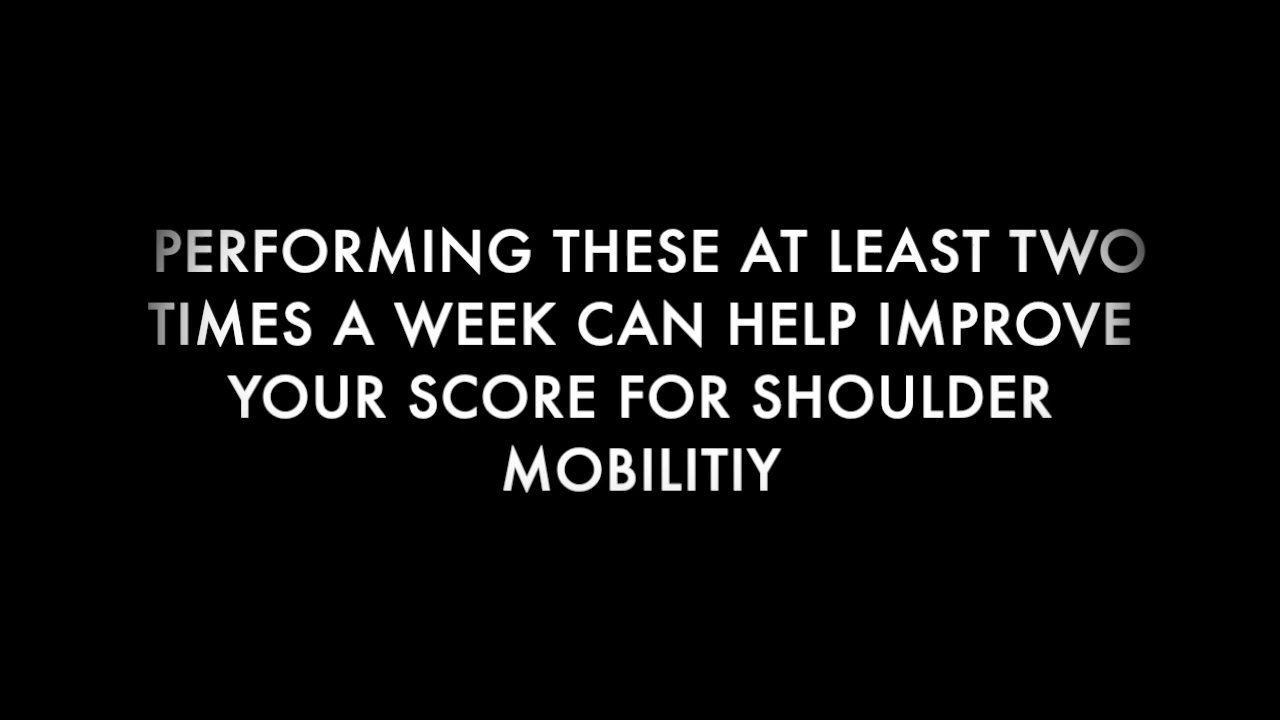 PERFORMING THESE AT LEAST TWO
TIMES A WEEK CAN HELP IMPROVE
YOUR SCORE FOR SHOULDER
MOBILITIY